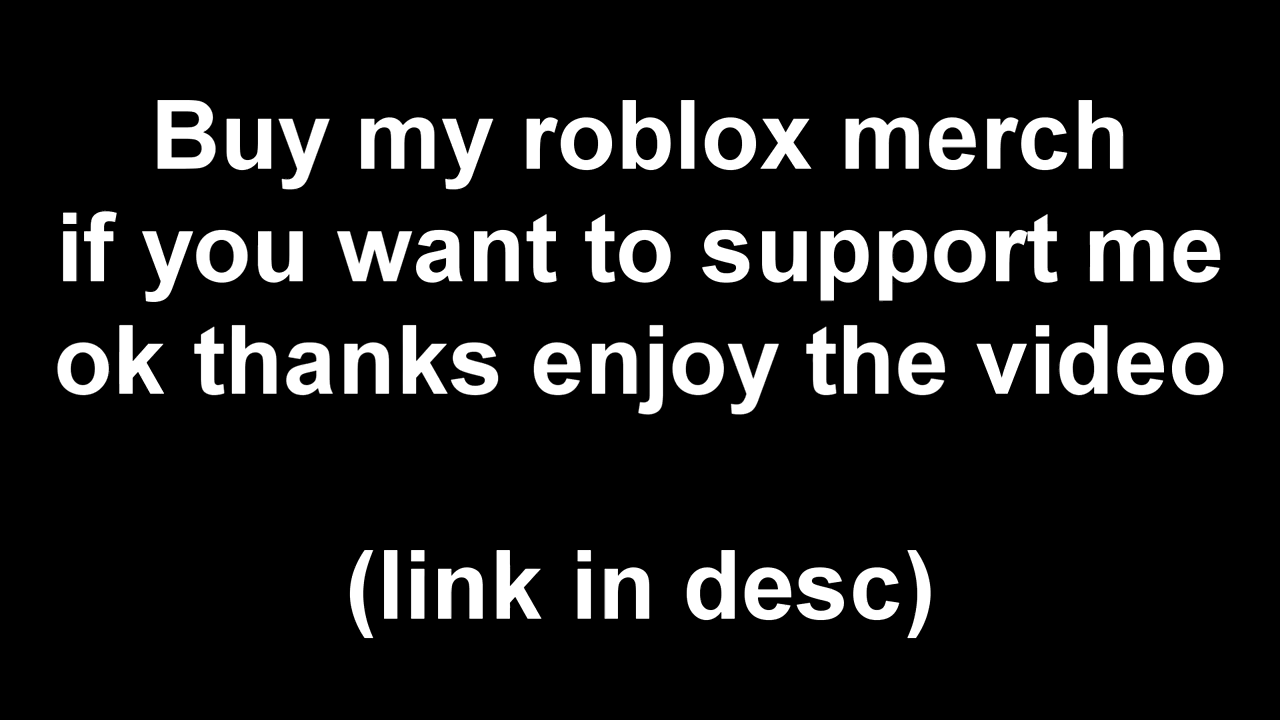 Buy my roblox merch
if you want to support me
ok thanks enjoy the video
(link in desc)